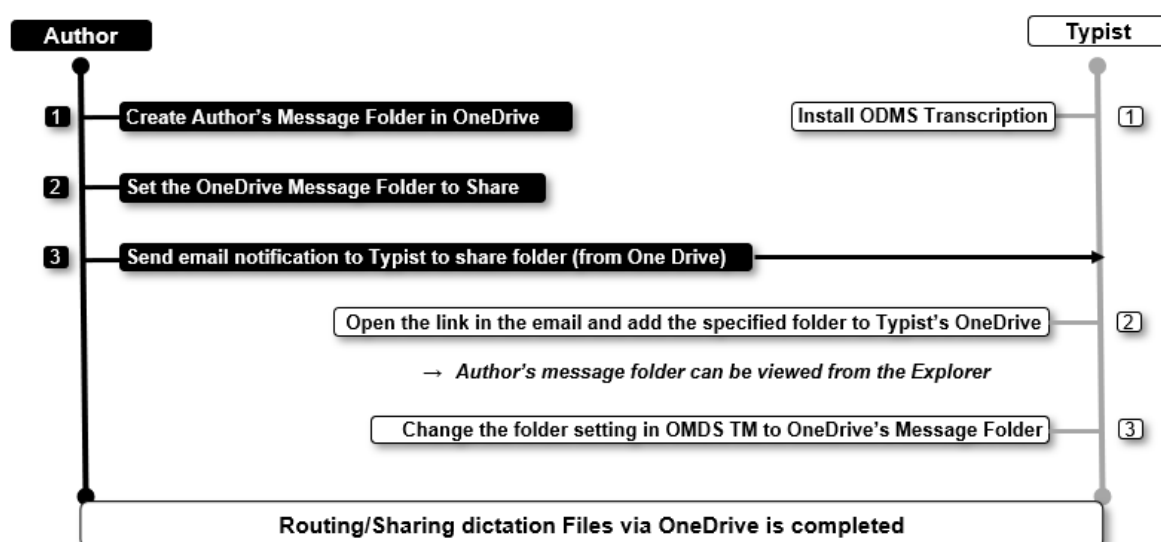 Author
Typist
1
Create Author's Message Folder in OneDrive
Install ODMS Transcription
1
2
Set the OneDrive Message Folder to Share
3
Send email notification to Typist to share folder (from One Drive)
Open the link in the email and add the specified folder to Typist's OneDrive
2
→ Author's message folder can be viewed from the Explorer
Change the folder setting in OMDS TM to OneDrive's Message Folder
3
Routing/Sharing dictation Files via OneDrive is completed